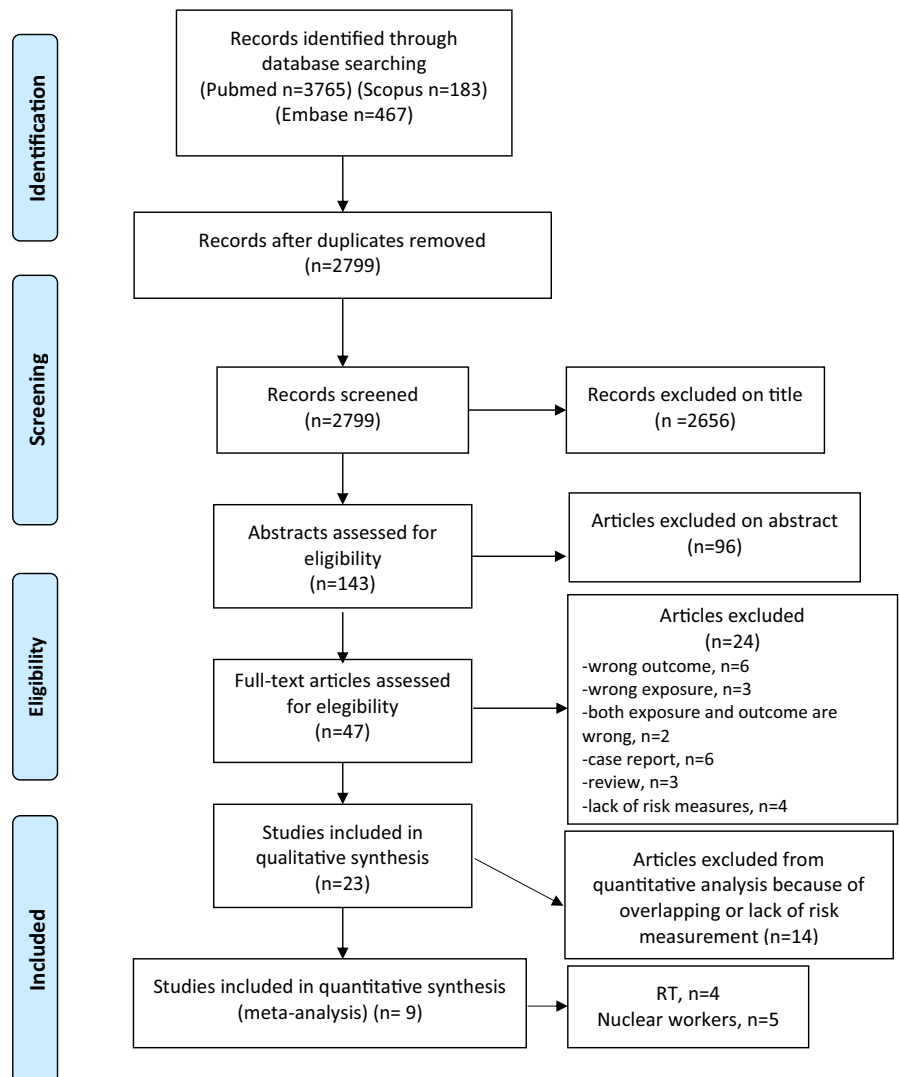 Identification
Records identified through
database searching
(Pubmed n=3765) (Scopus n=183)
(Embase n=467)
Records after duplicates removed
(n=2799)
Screening
Records screened
(n=2799)
Records excluded on title
(n =2656)
Abstracts assessed for
eligibility
(n=143)
Articles excluded on abstract
(n=96)
Eligibility
Full-text articles assessed
for elegibility
(n=47)
Articles excluded
(n=24)
-wrong outcome, n=6
-wrong exposure, n=3
-both exposure and outcome are
wrong, n=2
-case report, n=6
-review, n=3
-lack of risk measures, n=4
Included
Studies included in
qualitative synthesis
(n=23)
Articles excluded from
quantitative analysis because of
overlapping or lack of risk
measurement (n=14)
Studies included in quantitative synthesis
(meta-analysis) (n= 9)
RT, n=4
Nuclear workers, n=5